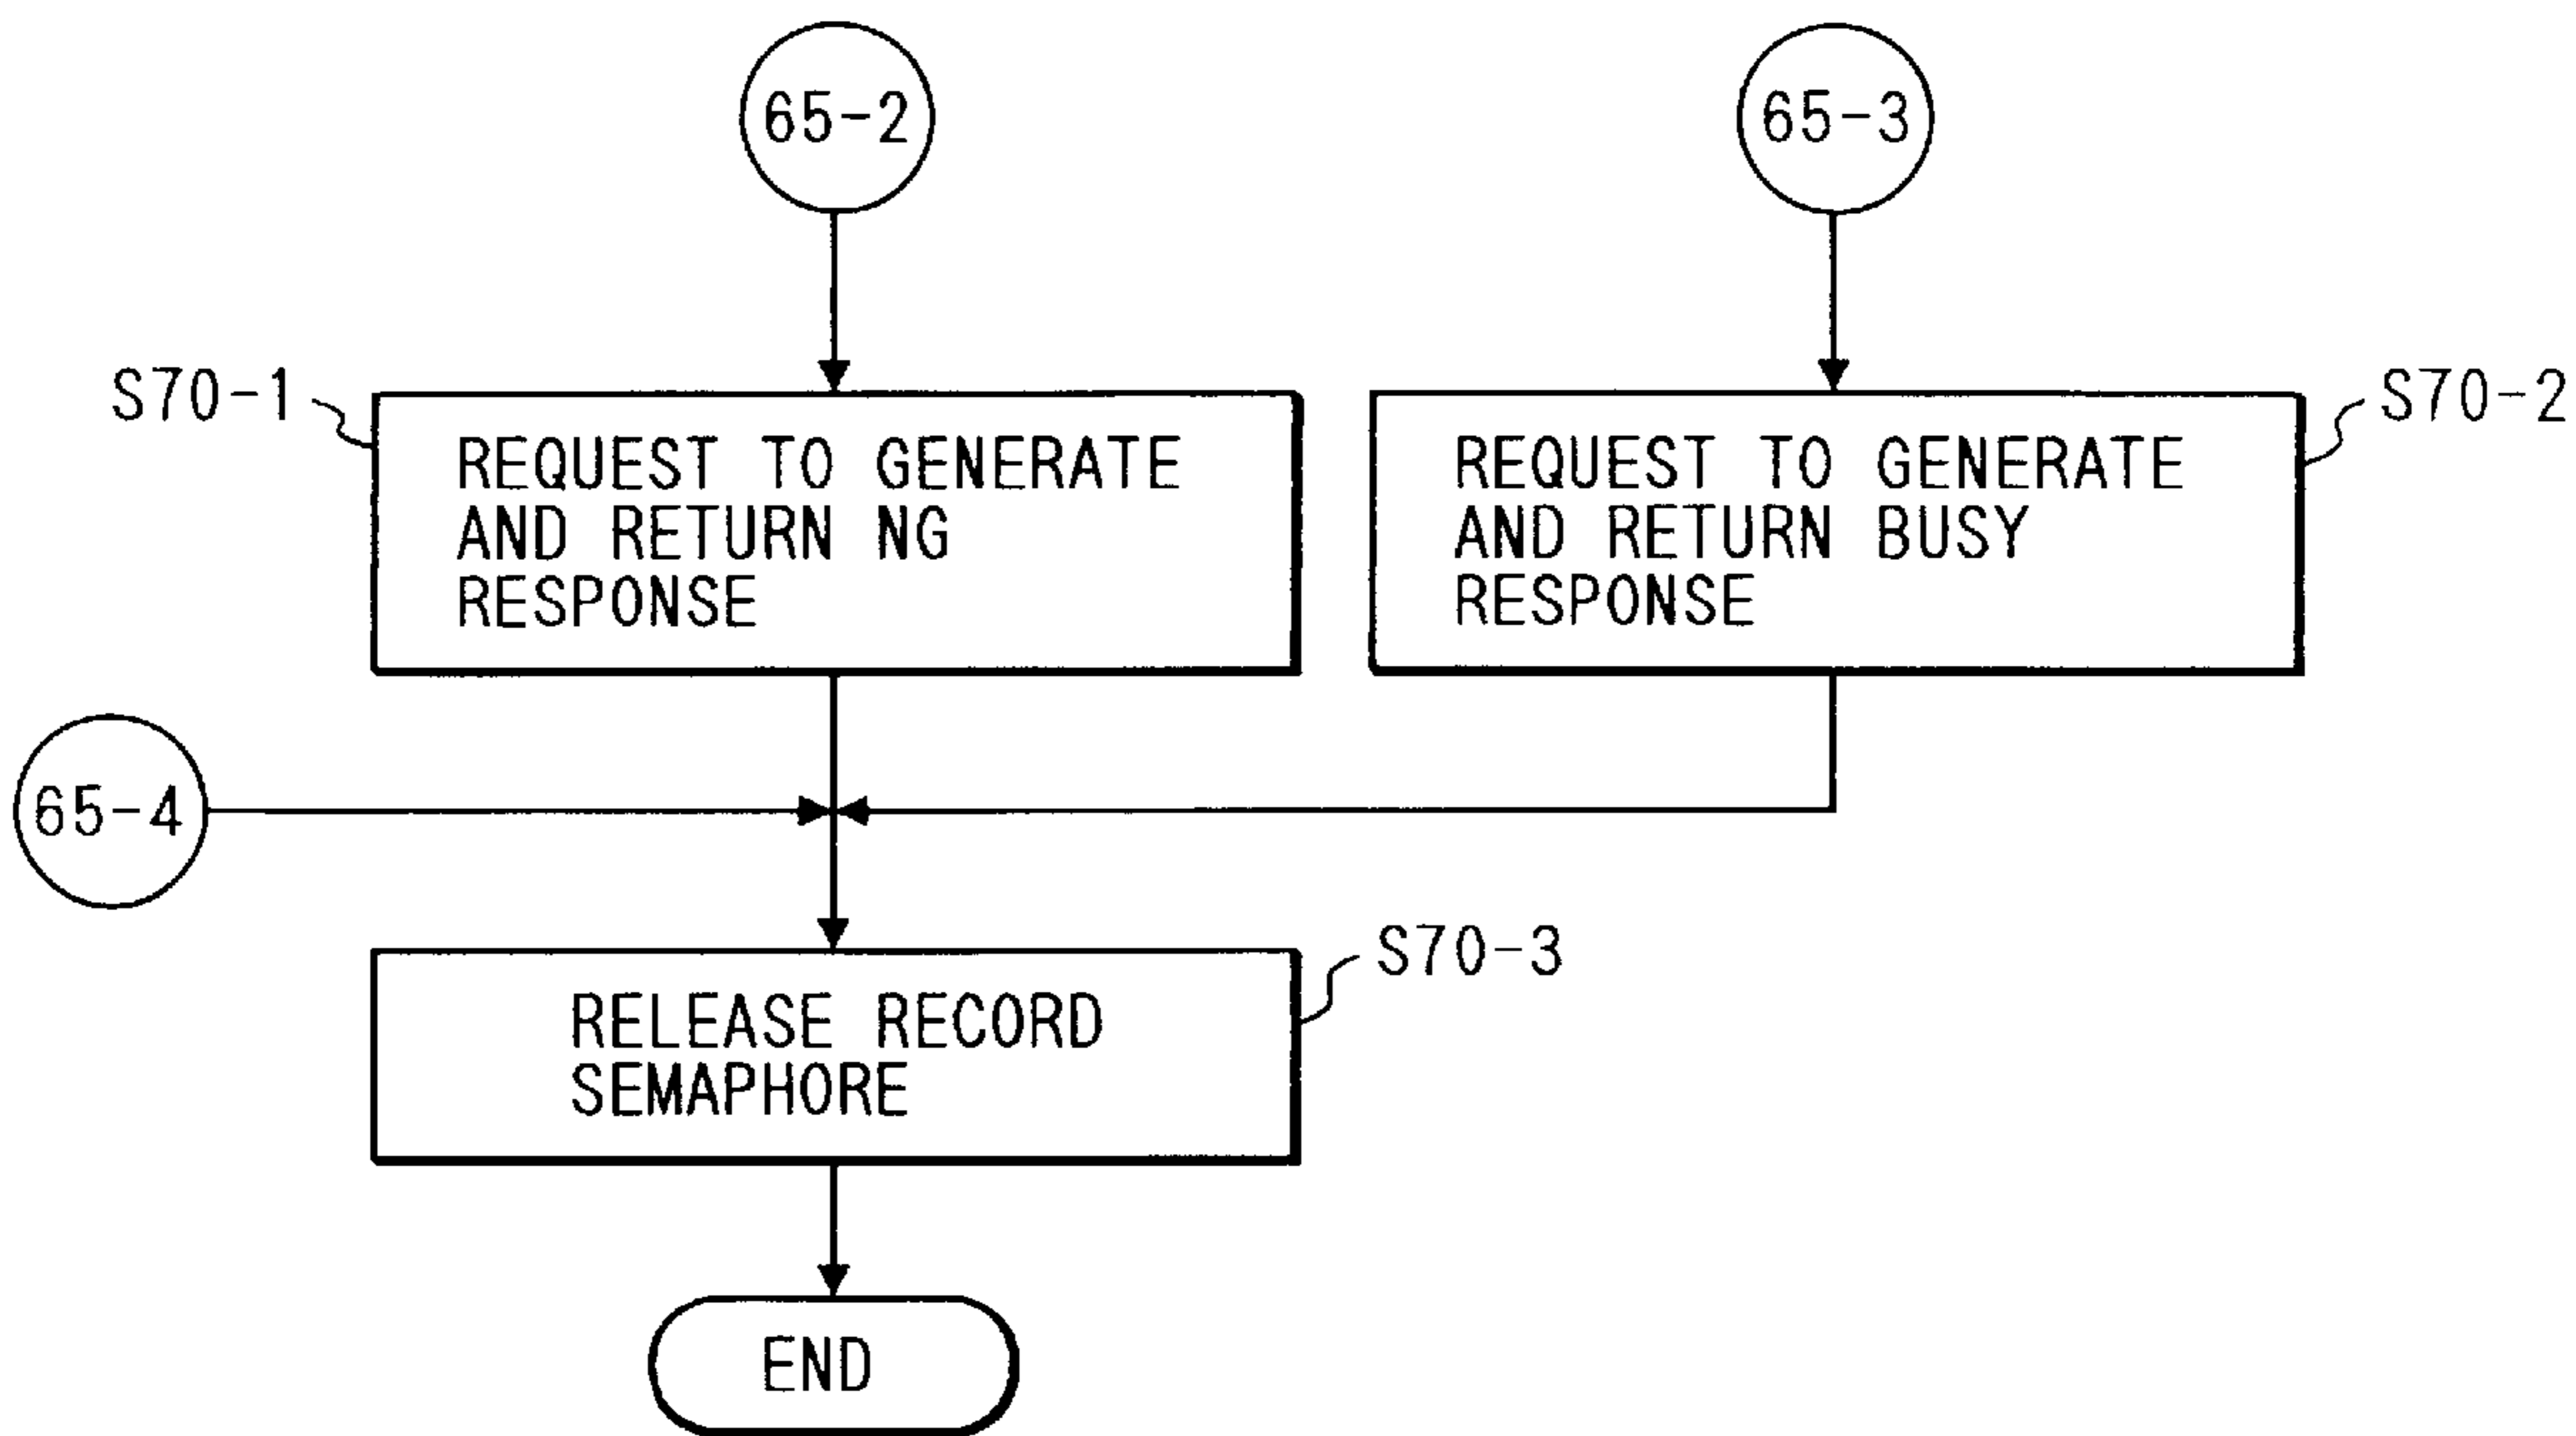 65-2
65-3
S70-1
REQUEST TO GENERATE
AND RETURN NG
RESPONSE
S70-2
REQUEST TO GENERATE
AND RETURN BUSY
RESPONSE
65-4
S70-3
RELEASE RECORD
SEMAPHORE
END